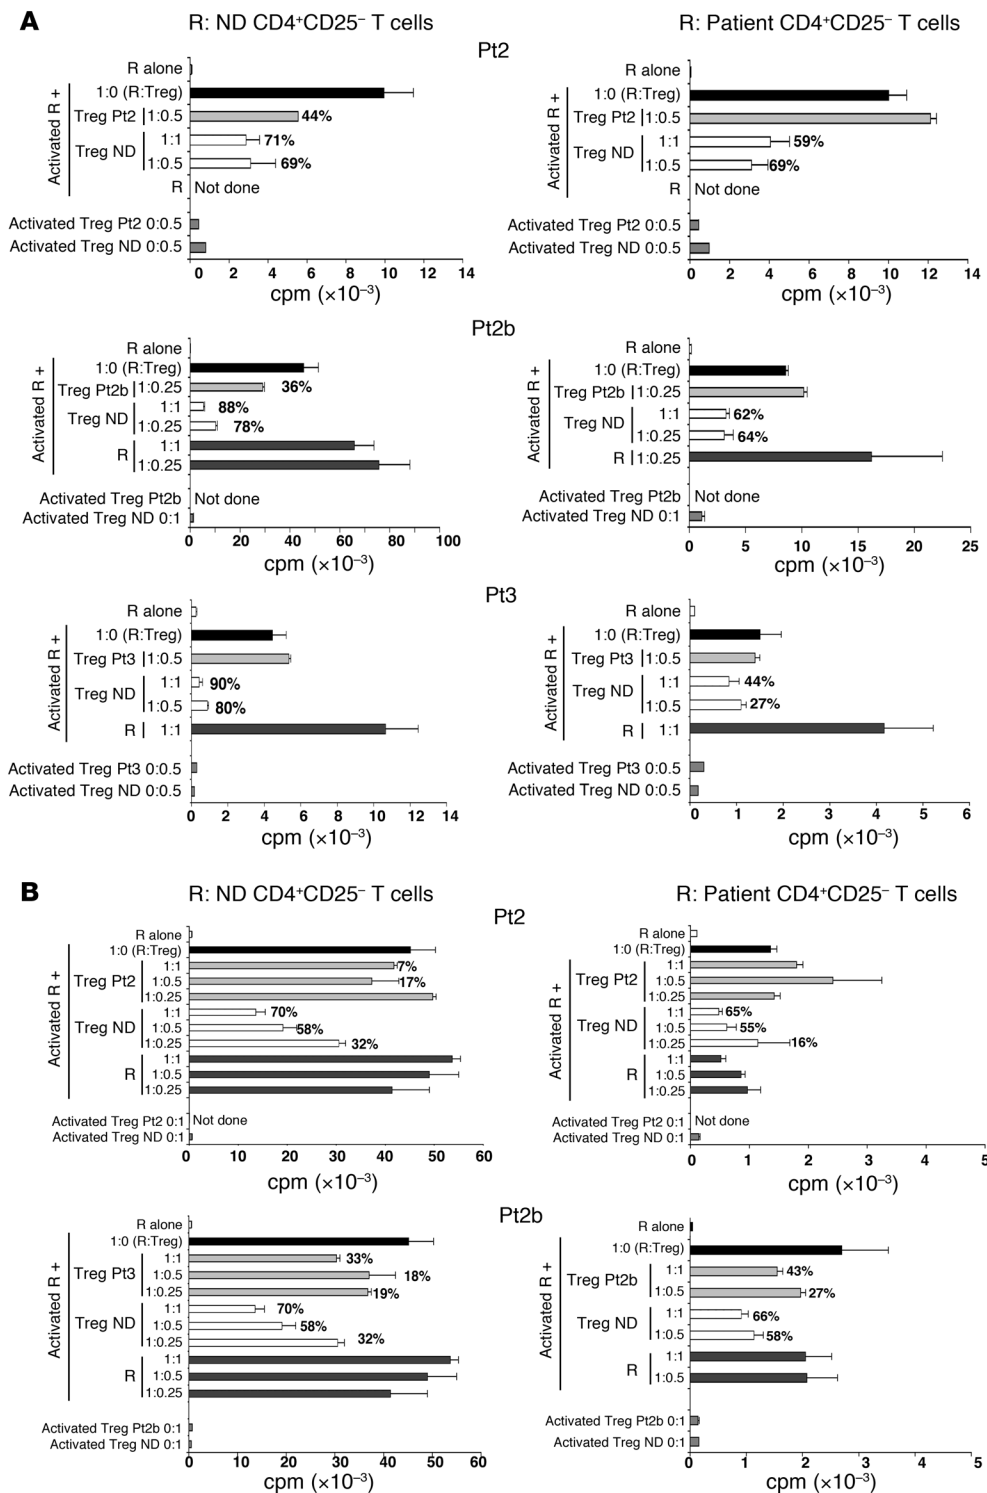 A
R: ND CD4+CD25– T cells
R: Patient CD4+CD25– T cells
Pt2
Activated R +
R alone
1:0 (R:Treg)
Treg Pt2 1:0.5 44%
Treg ND 1:1 71%
1:0.5 69%
R Not done
Activated Treg Pt2 0:0.5
Activated Treg ND 0:0.5
0 2 4 6 8 10 12 14
cpm (×10–3)
Activated R +
R alone
1:0 (R:Treg)
Treg Pt2 1:0.5
Treg ND 1:1 59%
1:0.5 69%
R Not done
Activated Treg Pt2 0:0.5
Activated Treg ND 0:0.5
0 2 4 6 8 10 12 14
cpm (×10–3)
Pt2b
Activated R +
R alone
1:0 (R:Treg)
Treg Pt2b 1:0.25 36%
Treg ND 1:1 88%
1:0.25 78%
R 1:1
1:0.25
Activated Treg Pt2b Not done
Activated Treg ND 0:1
0 20 40 60 80 100
cpm (×10–3)
Activated R +
R alone
1:0 (R:Treg)
Treg Pt2b 1:0.25
Treg ND 1:1 62%
1:0.25 64%
R 1:0.25
Activated Treg Pt2b Not done
Activated Treg ND 0:1
0 5 10 15 20 25
cpm (×10–3)
Pt3
Activated R +
R alone
1:0 (R:Treg)
Treg Pt3 1:0.5
Treg ND 1:1 90%
1:0.5 80%
R 1:1
Activated Treg Pt3 0:0.5
Activated Treg ND 0:0.5
0 2 4 6 8 10 12 14
cpm (×10–3)
Activated R +
R alone
1:0 (R:Treg)
Treg Pt3 1:0.5
Treg ND 1:1 44%
1:0.5 27%
R 1:1
Activated Treg Pt3 0:0.5
Activated Treg ND 0:0.5
0 1 2 3 4 5 6
cpm (×10–3)
B
R: ND CD4+CD25– T cells
R: Patient CD4+CD25– T cells
Pt2
Activated R +
R alone
1:0 (R:Treg)
Treg Pt2 1:1 7%
1:0.5 17%
1:0.25
Treg ND 1:1 70%
1:0.5 58%
1:0.25 32%
R 1:1
1:0.5
1:0.25
Activated Treg Pt2 0:1 Not done
Activated Treg ND 0:1
0 10 20 30 40 50 60
cpm (×10–3)
Activated R +
R alone
1:0 (R:Treg)
Treg Pt2 1:1
1:0.5
1:0.25
Treg ND 1:1 65%
1:0.5 55%
1:0.25 16%
R 1:1
1:0.5
1:0.25
Activated Treg Pt2 0:1 Not done
Activated Treg ND 0:1
0 1 2 3 4 5
cpm (×10–3)
Pt2b
Activated R +
R alone
1:0 (R:Treg)
Treg Pt3 1:1 33%
1:0.5 18%
1:0.25 19%
Treg ND 1:1 70%
1:0.5 58%
1:0.25 32%
R 1:1
1:0.5
1:0.25
Activated Treg Pt2b 0:1
Activated Treg ND 0:1
0 10 20 30 40 50 60
cpm (×10–3)
Activated R +
R alone
1:0 (R:Treg)
Treg Pt2b 1:1 43%
1:0.5 27%
Treg ND 1:1 66%
1:0.5 58%
R 1:1
1:0.5
Activated Treg Pt2b 0:1
Activated Treg ND 0:1
0 1 2 3 4 5
cpm (×10–3)